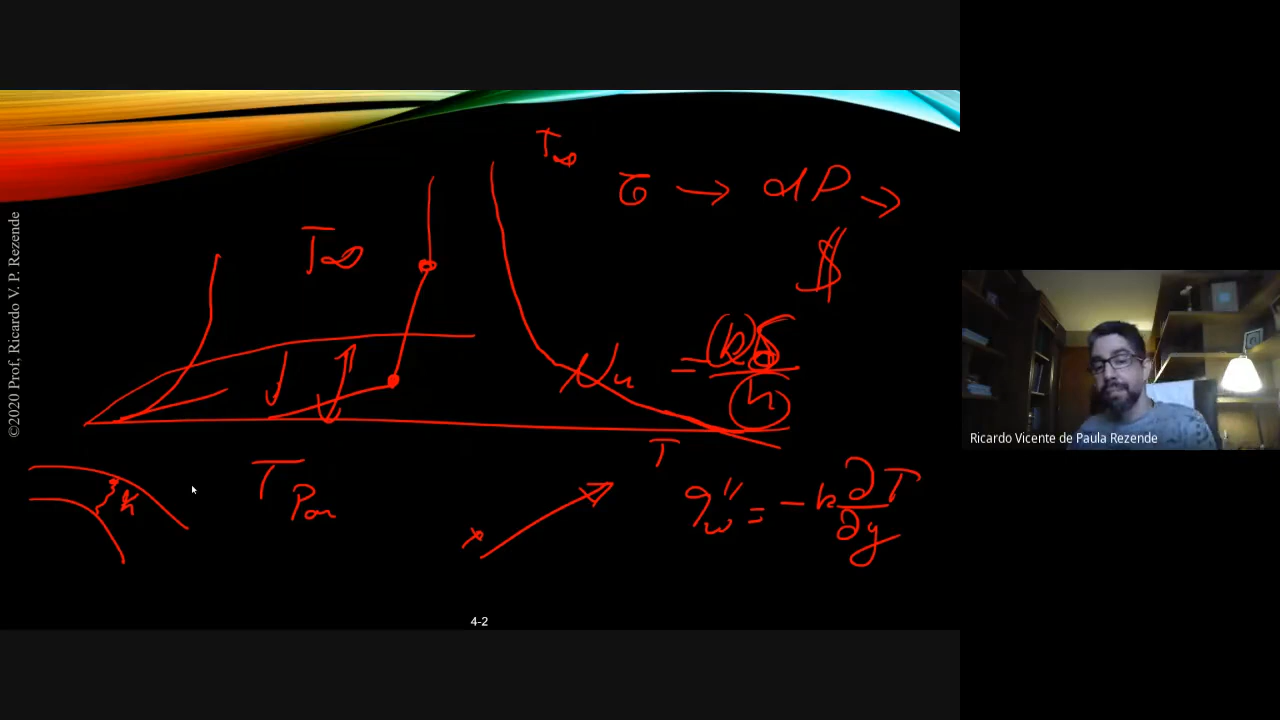 ©2020 Prof, Ricardo V. P. Rezende
T∞
T∞
τ → dP →
$
Nu = (k)δ / (h)
T
T Par
q''w = -k ∂T/∂y
4-2
Ricardo Vicente de Paula Rezende